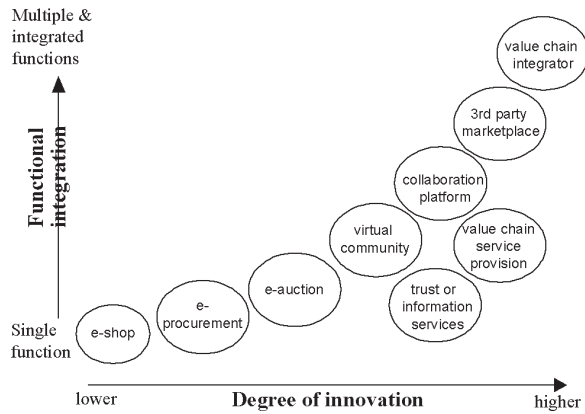 Multiple &
integrated
functions
value chain
integrator
3rd party
marketplace
Functional
integration
collaboration
platform
virtual
community
value chain
service
provision
e-auction
trust or
information
services
e-
procurement
e-shop
Single
function
lower
Degree of innovation
higher